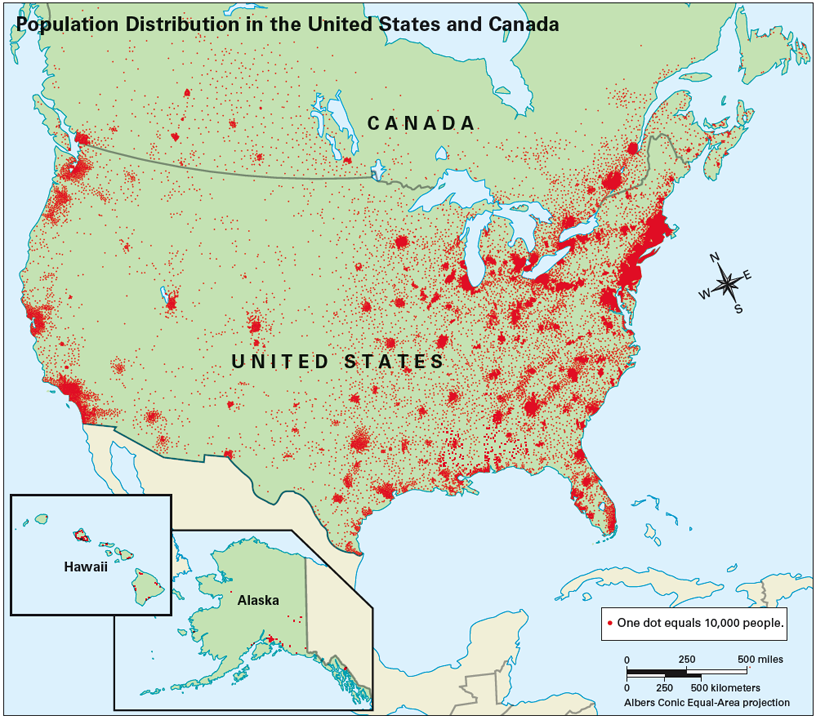 Population Distribution in the United States and Canada
CANADA
N
W E
S
UNITED STATES
Hawaii
Alaska
One dot equals 10,000 people.
0 250 500 miles
0 250 500 kilometers
Albers Conic Equal-Area projection